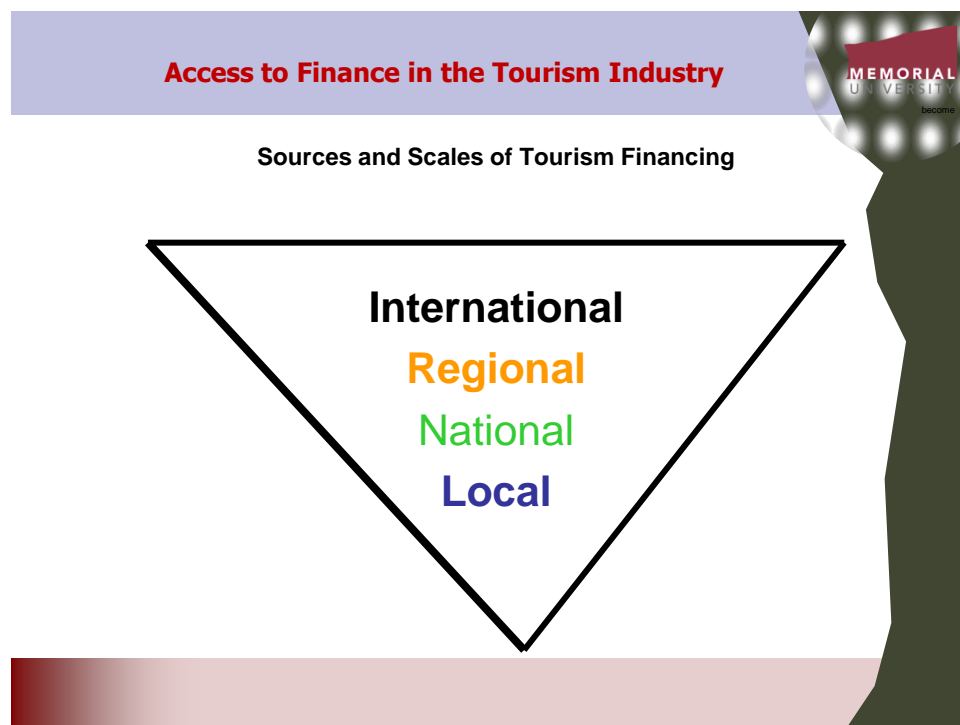 Access to Finance in the Tourism Industry
MEMORIAL
UNIVERSITY
become
Sources and Scales of Tourism Financing
International
Regional
National
Local